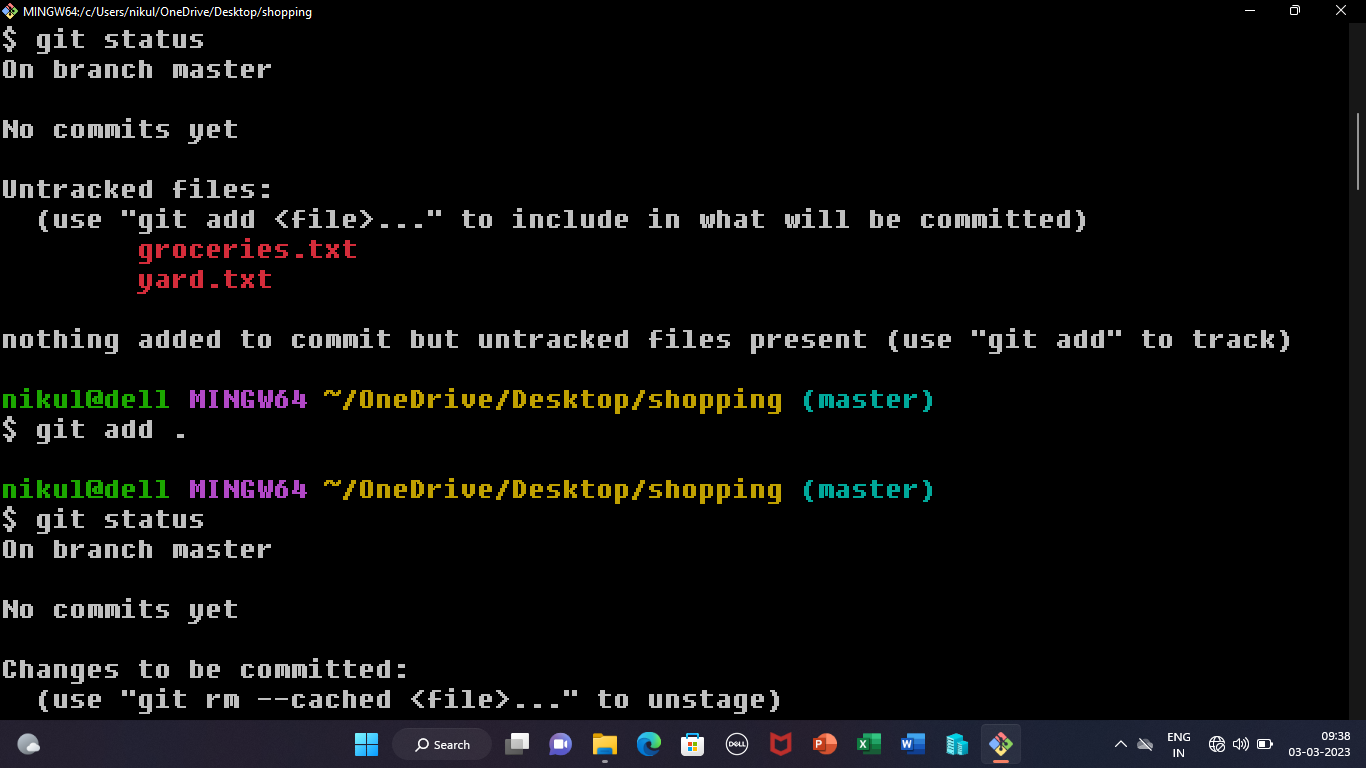 MINGW64:/c/Users/nikul/OneDrive/Desktop/shopping
$ git status
On branch master
No commits yet
Untracked files:
  (use "git add <file>..." to include in what will be committed)
        groceries.txt
        yard.txt
nothing added to commit but untracked files present (use "git add" to track)
nikul@dell MINGW64 ~/OneDrive/Desktop/shopping (master)
$ git add .
nikul@dell MINGW64 ~/OneDrive/Desktop/shopping (master)
$ git status
On branch master
No commits yet
Changes to be committed:
  (use "git rm --cached <file>..." to unstage)
Search
DELL
P
X
W
ENG
IN
09:38
03-03-2023